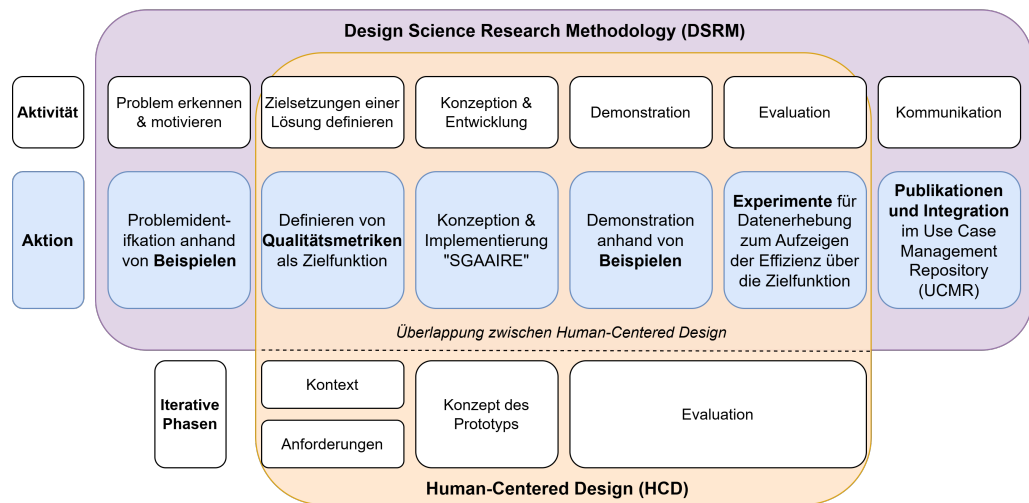 Design Science Research Methodology (DSRM)
Aktivität
Problem erkennen
& motivieren
Zielsetzungen einer
Lösung definieren
Konzeption &
Entwicklung
Demonstration
Evaluation
Kommunikation
Aktion
Problemident-
ifkation anhand
von Beispielen
Definieren von
Qualitätsmetriken
als Zielfunktion
Konzeption &
Implementierung
"SGAAIRE"
Demonstration
anhand von
Beispielen
Experimente für
Datenerhebung
zum Aufzeigen
der Effizienz über
die Zielfunktion
Publikationen
und Integration
im Use Case
Management
Repository
(UCMR)
Überlappung zwischen Human-Centered Design
Iterative
Phasen
Kontext
Anforderungen
Konzept des
Prototyps
Evaluation
Human-Centered Design (HCD)